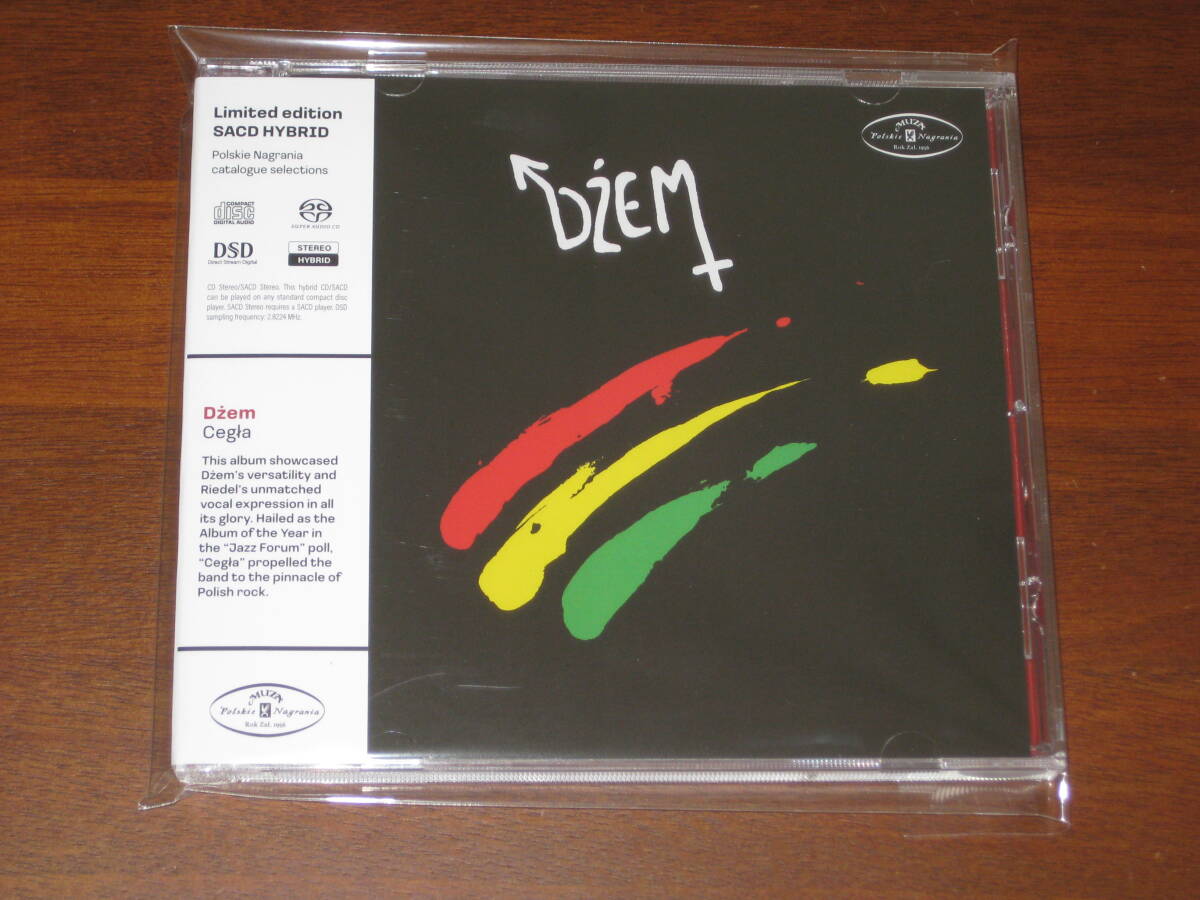 Limited edition
SACD HYBRID
Polskie Nagrania
catalogue selections
COMPACT
disc
DIGITAL AUDIO
SUPER AUDIO CD
DSD
Direct Stream Digital
STEREO
HYBRID
CD Stereo/SACD Stereo. This hybrid CD/SACD
can be played on any standard compact disc
player. SACD Stereo requires a SACD player. DSD
sampling frequency: 2.8224 MHz.
Dżem
Cegła
This album showcased
Dżem's versatility and
Riedel's unmatched
vocal expression in all
its glory. Hailed as the
Album of the Year in
the "Jazz Forum" poll,
"Cegła" propelled the
band to the pinnacle of
Polish rock.
MUZA
Polskie Nagrania
Rok Zał. 1956
DŻEM
MUZA
Polskie Nagrania
Rok Zał. 1956